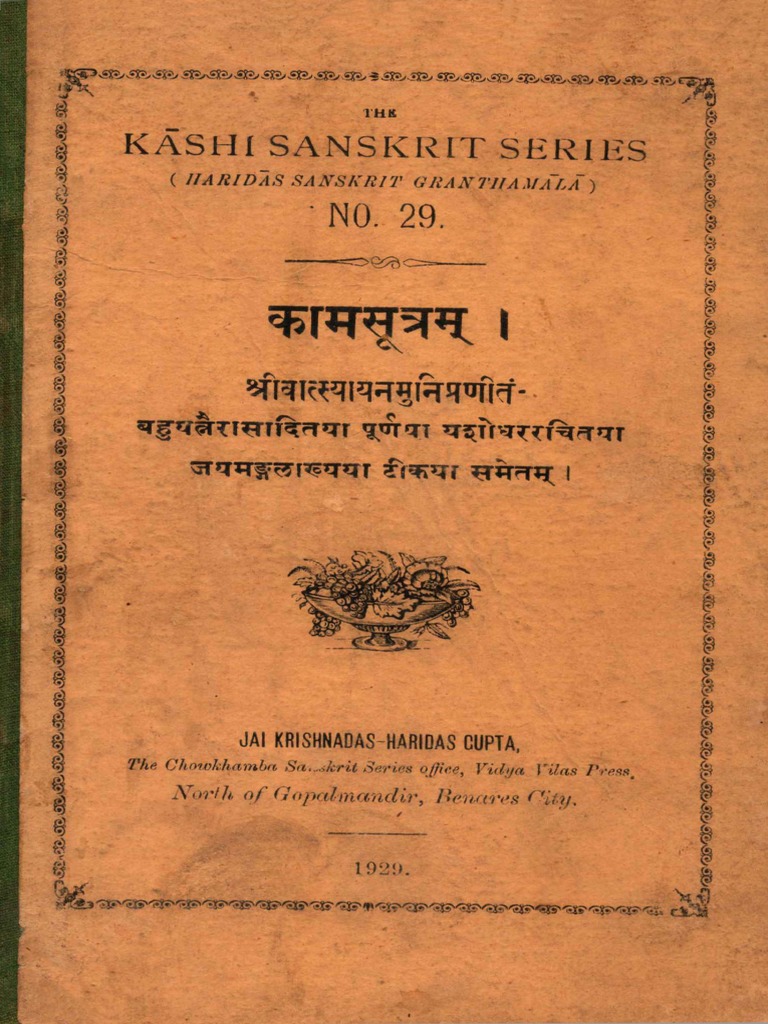 THE
KĀSHI SANSKRIT SERIES
( HARIDĀS SANSKRIT GRANTHAMĀLĀ )
NO. 29.
कामसूत्रम् ।
श्रीवात्स्यायनमुनिप्रणीतं-
बहुयत्नैरासादितया पूर्णया यशोधररचितया
जयमङ्गलाख्यया टीकया समेतम् ।
JAI KRISHNADAS-HARIDAS GUPTA,
The Chowkhamba Sanskrit Series office, Vidya Vilas Press,
North of Gopalmandir, Benares City.
1929.